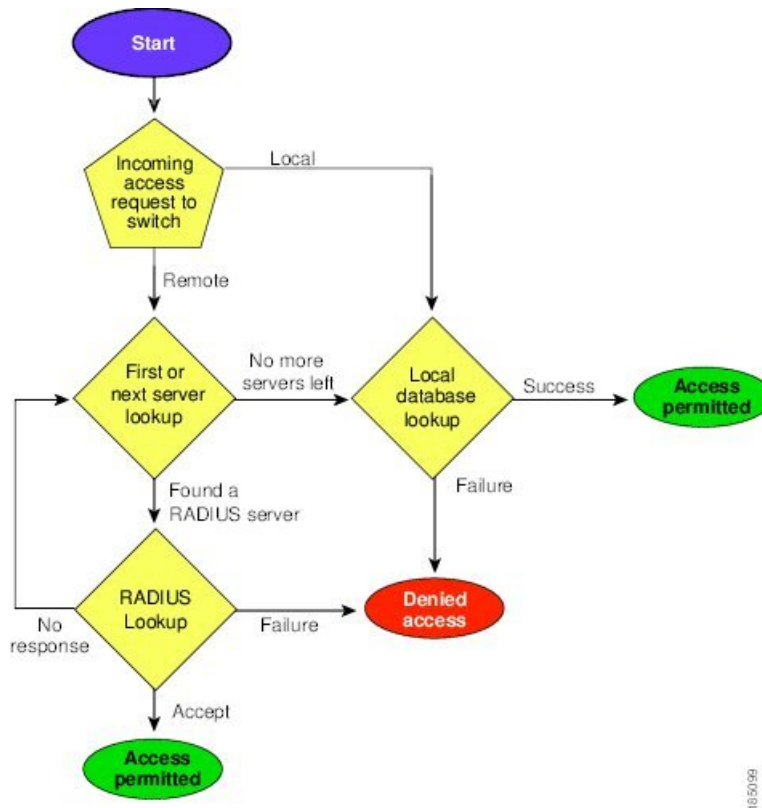 Start
Incoming
access
request to
switch
Local
Remote
First or
next server
lookup
No more
servers left
Local
database
lookup
Success
Access
permitted
Found a
RADIUS server
Failure
RADIUS
Lookup
No
response
Failure
Denied
access
Accept
Access
permitted
185099